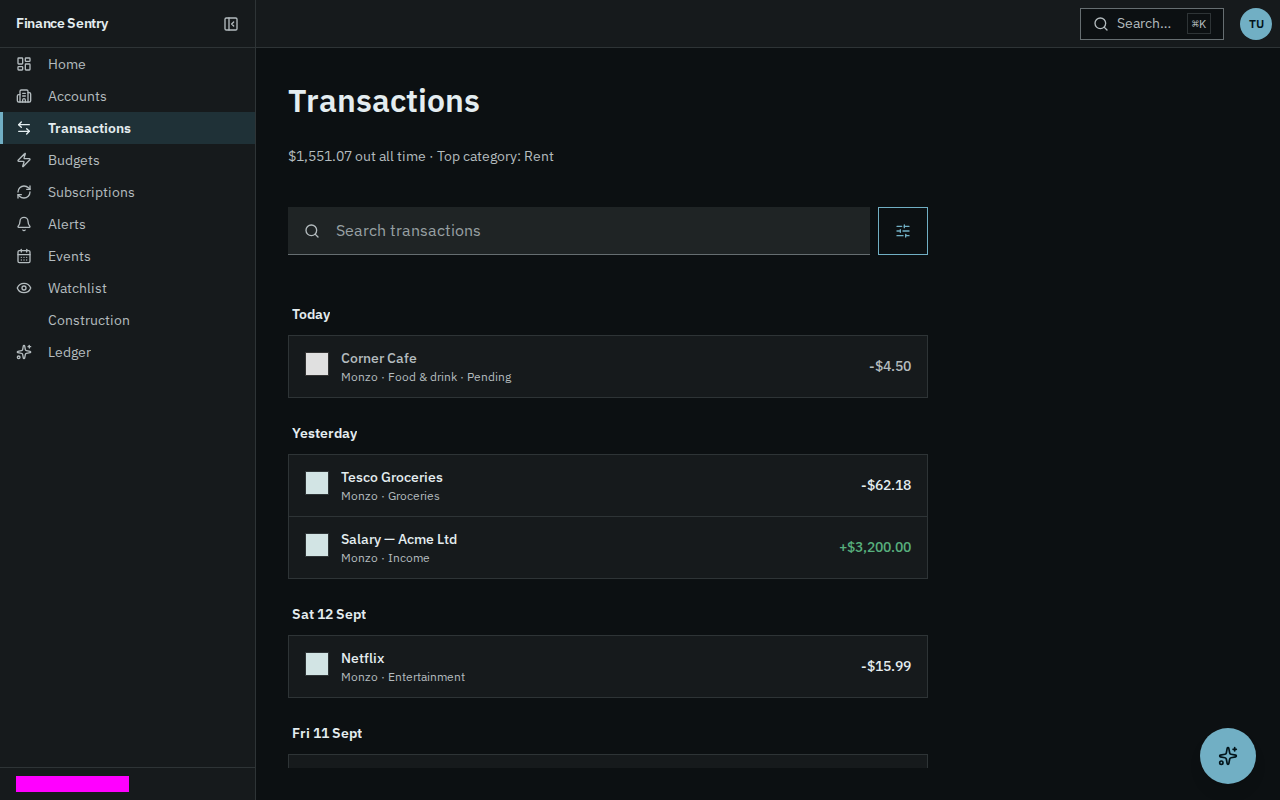 Finance Sentry
Search... ⌘K
TU
Home
Accounts
Transactions
Budgets
Subscriptions
Alerts
Events
Watchlist
Construction
Ledger
Transactions
$1,551.07 out all time · Top category: Rent
Search transactions
Today
Corner Cafe
Monzo · Food & drink · Pending
-$4.50
Yesterday
Tesco Groceries
Monzo · Groceries
-$62.18
Salary — Acme Ltd
Monzo · Income
+$3,200.00
Sat 12 Sept
Netflix
Monzo · Entertainment
-$15.99
Fri 11 Sept